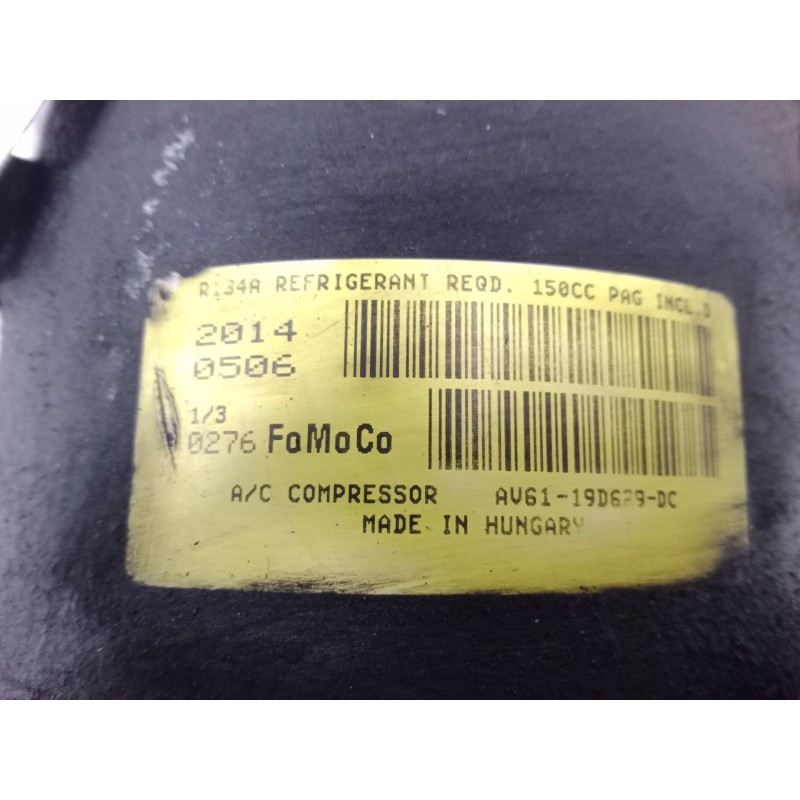 R134A REFRIGERANT REQD. 150CC PAG INCL.D
2014
0506
1/3
0276 FoMoCo
A/C COMPRESSOR AV61-19D629-DC
MADE IN HUNGARY